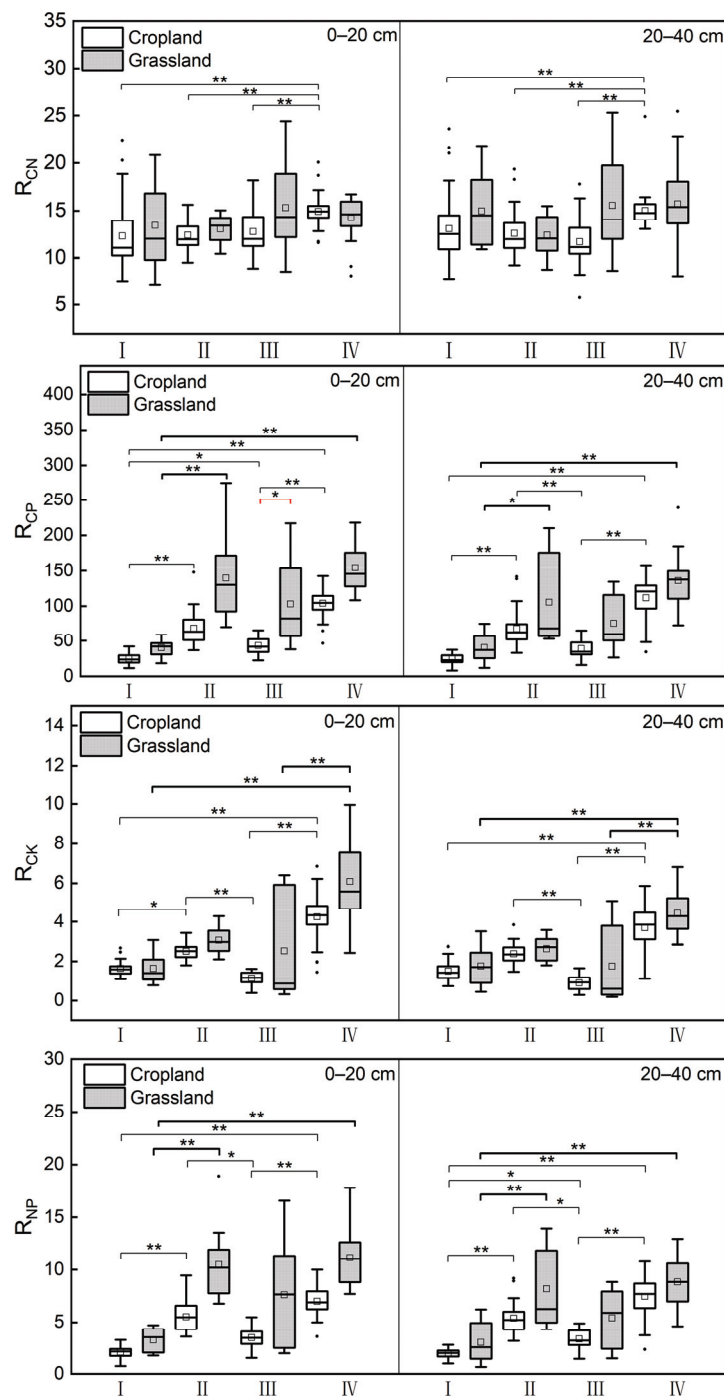 35
30
25
20
15
10
5
R_CN
Cropland
Grassland
0–20 cm
20–40 cm
** ** ** ** ** **
I II III IV I II III IV
400
350
300
250
200
150
100
50
0
R_CP
Cropland
Grassland
0–20 cm
20–40 cm
** ** * ** ** * ** ** ** ** * ** **
I II III IV I II III IV
14
12
10
8
6
4
2
0
R_CK
Cropland
Grassland
0–20 cm
20–40 cm
** ** ** ** * ** ** ** ** ** **
I II III IV I II III IV
30
25
20
15
10
5
0
R_NP
Cropland
Grassland
0–20 cm
20–40 cm
** ** ** * ** ** ** ** * ** * ** **
I II III IV I II III IV